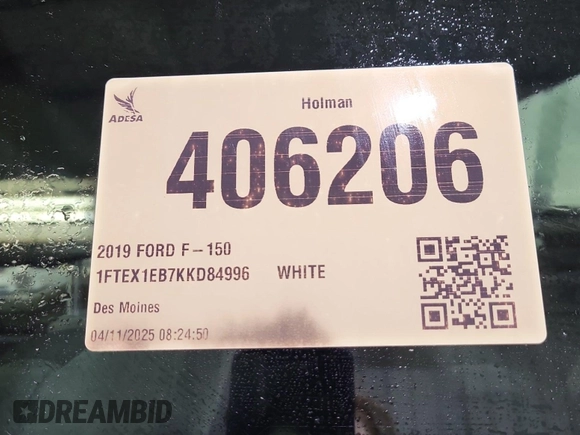 ADESA
Holman
406206
2019 FORD F-150
1FTEX1EB7KKD84996 WHITE
Des Moines
04/11/2025 08:24:50
DREAMBID